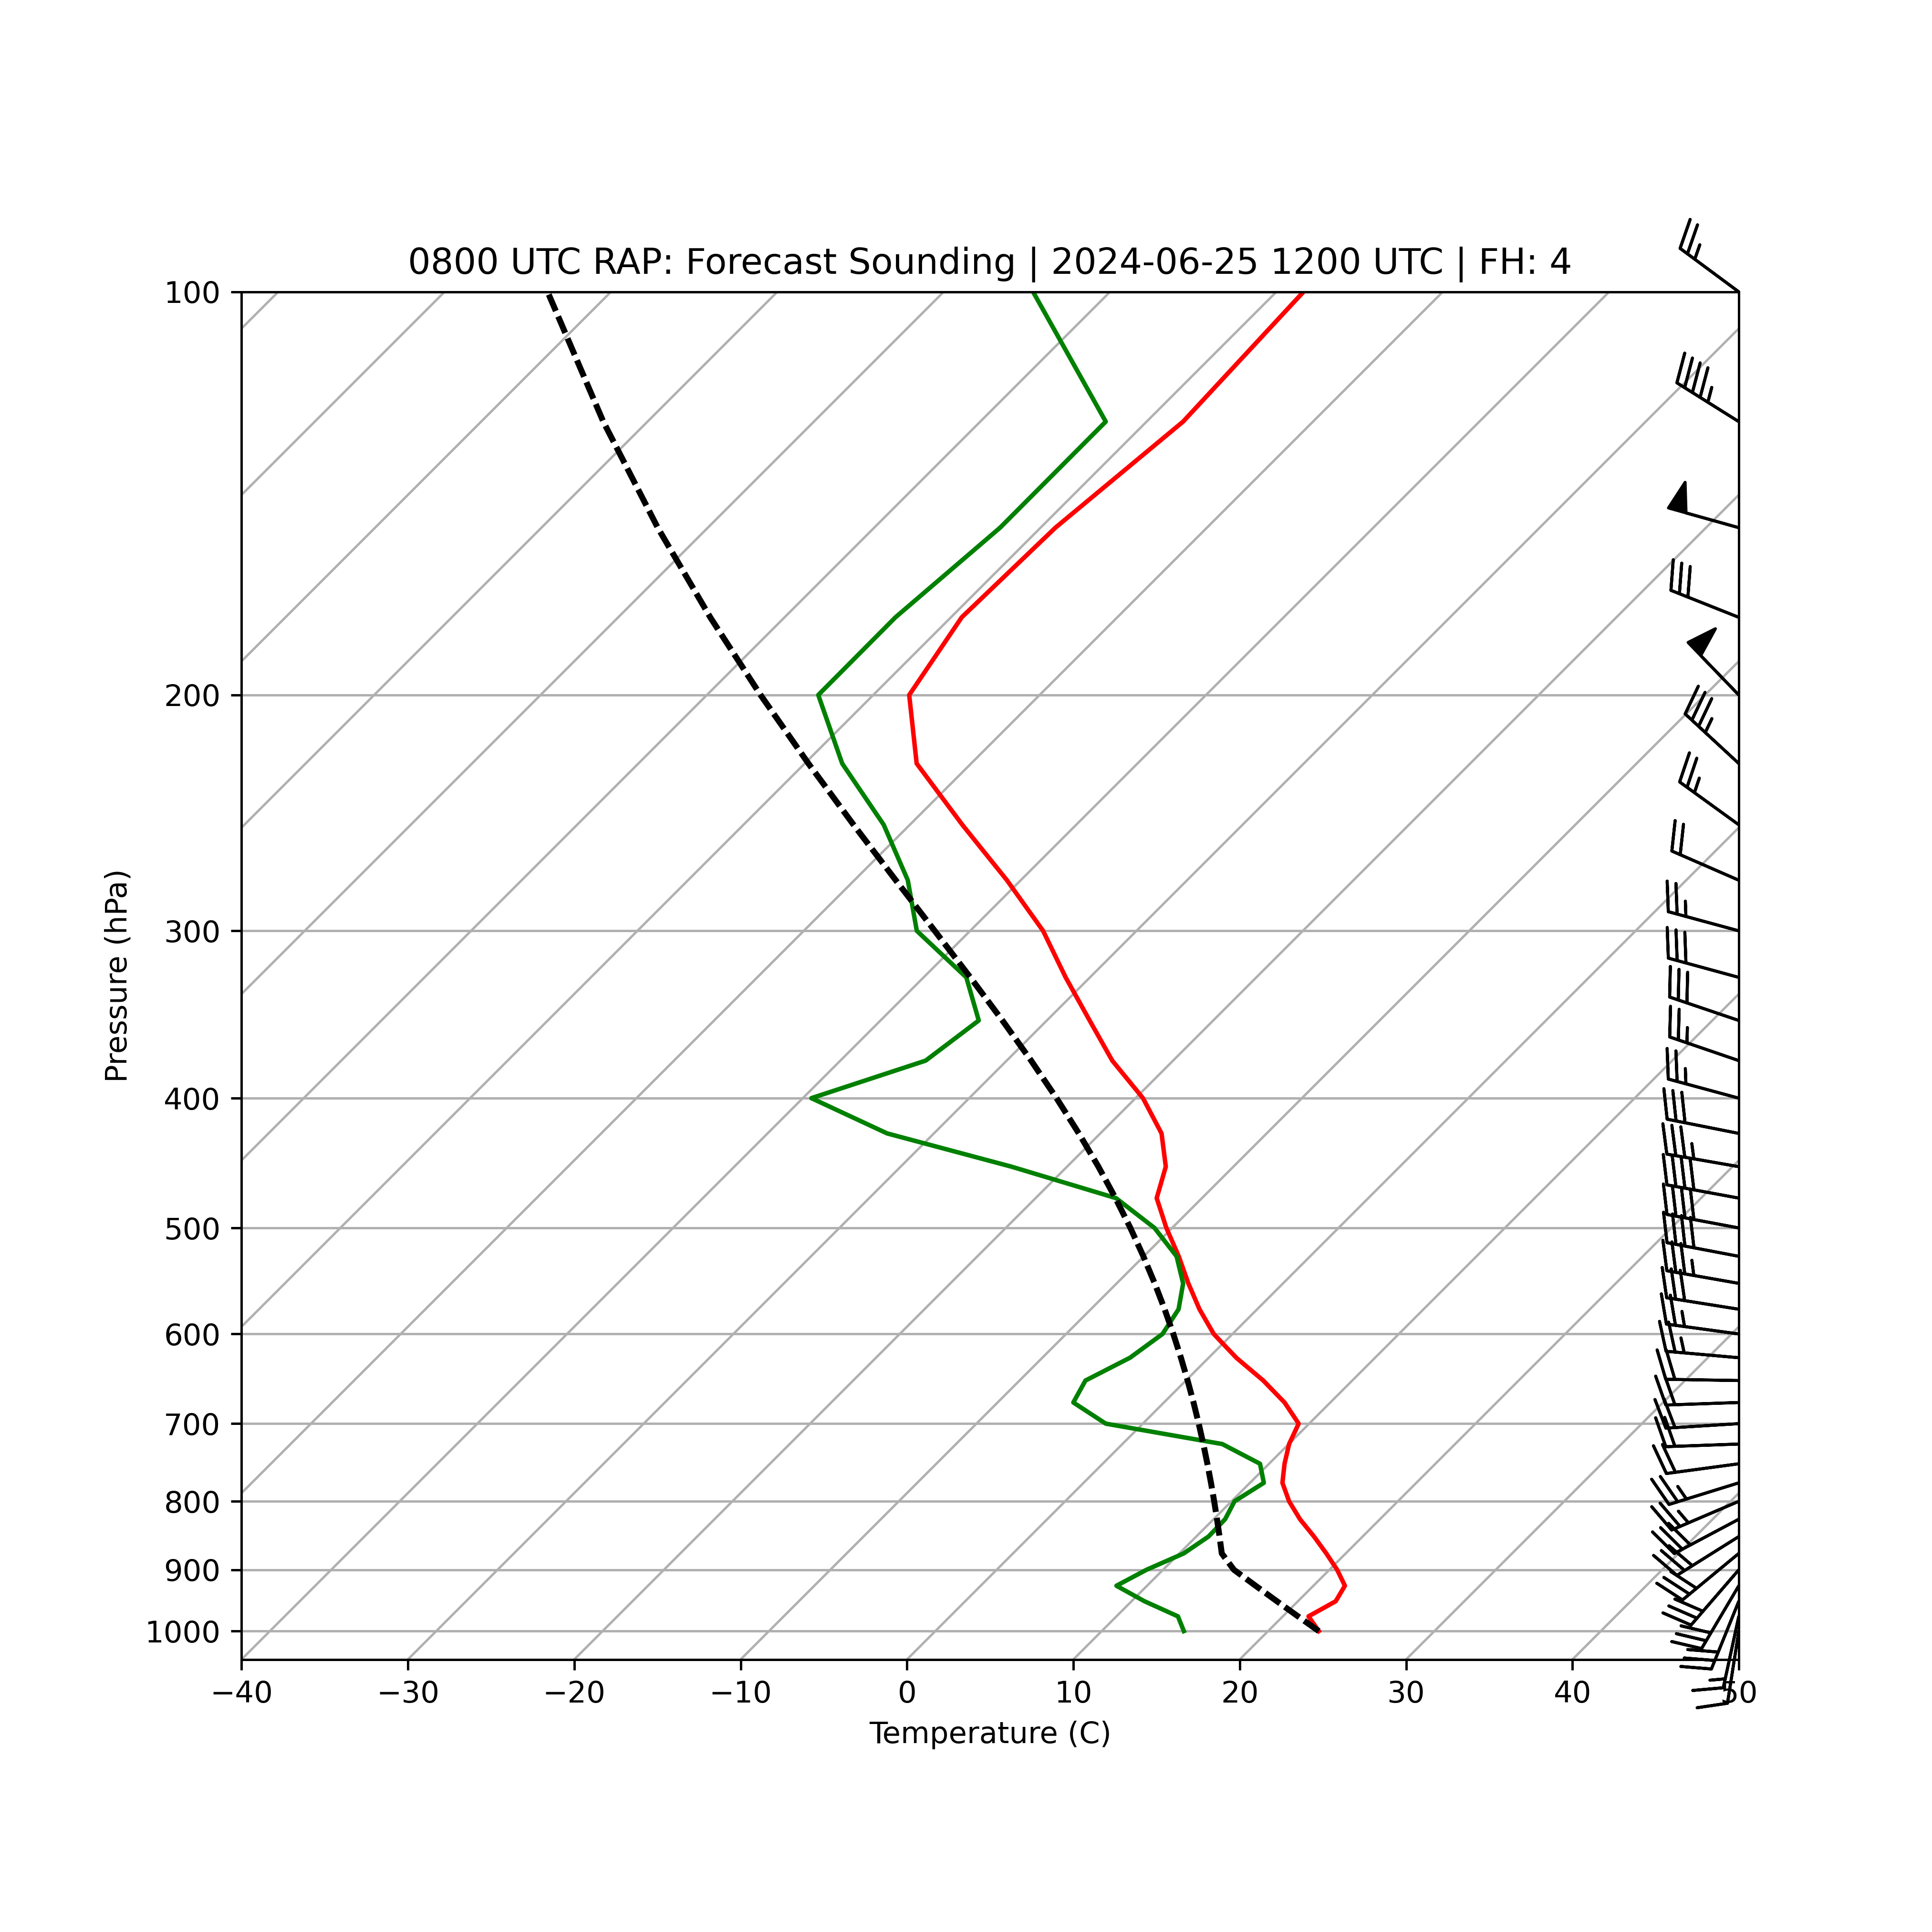 0800 UTC RAP: Forecast Sounding | 2024-06-25 1200 UTC | FH: 4
100
200
300
400
500
600
700
800
900
1000
Pressure (hPa)
−40 −30 −20 −10 0 10 20 30 40 50
Temperature (C)